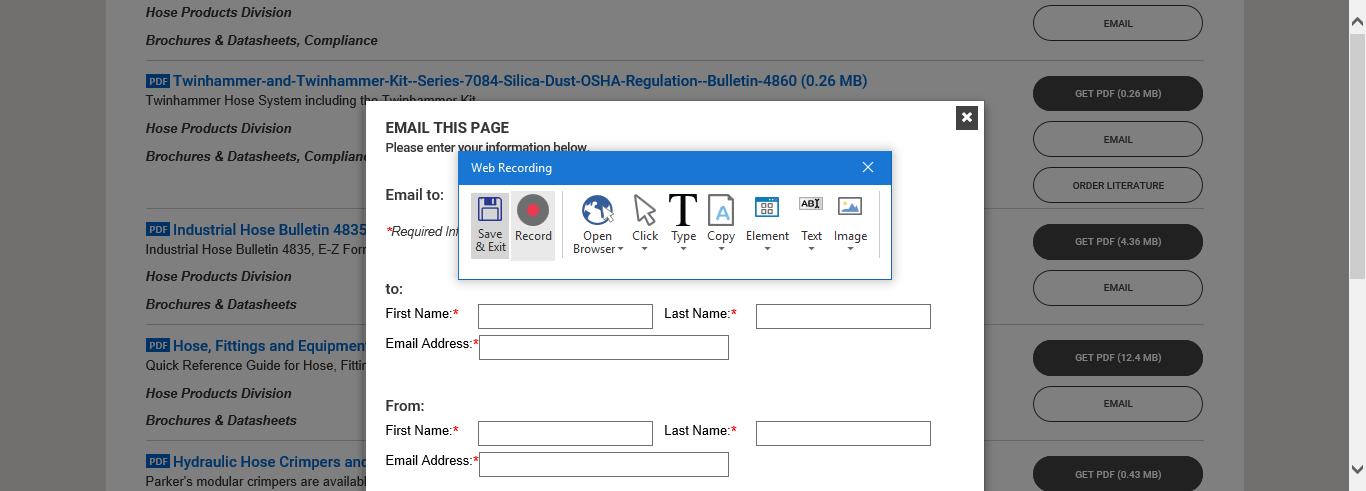 Hose Products Division
EMAIL
Brochures & Datasheets, Compliance
PDF Twinhammer-and-Twinhammer-Kit--Series-7084-Silica-Dust-OSHA-Regulation--Bulletin-4860 (0.26 MB)
GET PDF (0.26 MB)
Twinhammer Hose System including the Twinhammer Kit
Hose Products Division
EMAIL
Brochures & Datasheets, Complianc
ORDER LITERATURE
PDF Industrial Hose Bulletin 4835
GET PDF (4.36 MB)
Industrial Hose Bulletin 4835, E-Z Form
Hose Products Division
EMAIL
Brochures & Datasheets
PDF Hose, Fittings and Equipmen
GET PDF (12.4 MB)
Quick Reference Guide for Hose, Fittin
Hose Products Division
EMAIL
Brochures & Datasheets
PDF Hydraulic Hose Crimpers and
GET PDF (0.43 MB)
Parker's modular crimpers are availab
EMAIL THIS PAGE
Please enter your information below.
Email to:
*Required Inf
to:
First Name:* Last Name:*
Email Address:*
From:
First Name:* Last Name:*
Email Address:*
Web Recording
Save & Exit
Record
Open Browser
Click
Type
Copy
Element
Text
Image